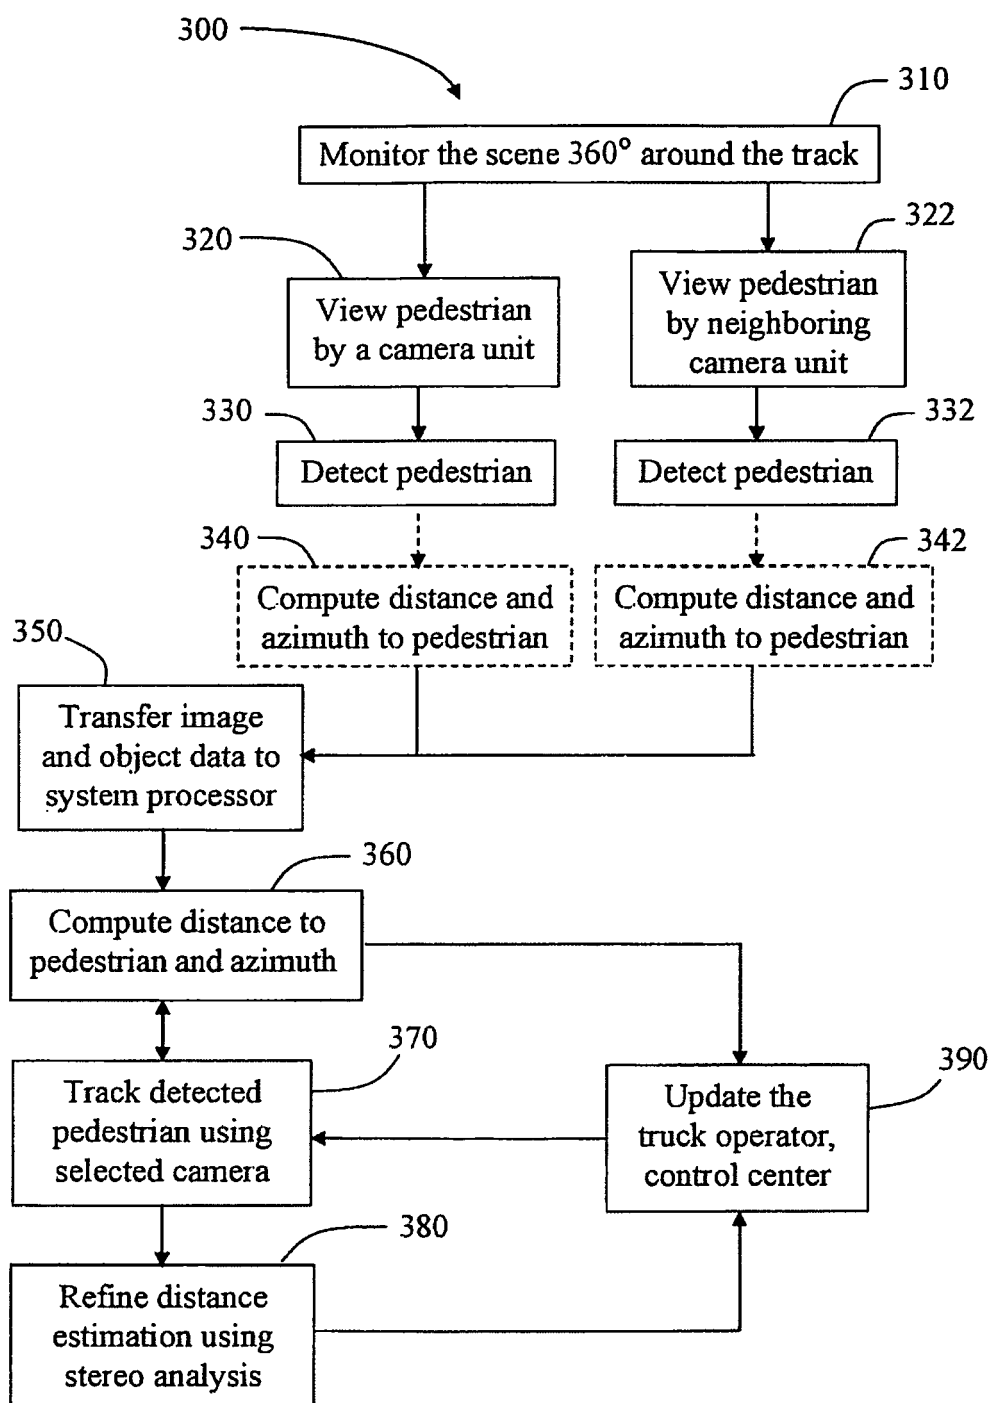 300
310
Monitor the scene 360° around the track
320
322
View pedestrian
by a camera unit
View pedestrian
by neighboring
camera unit
330
332
Detect pedestrian
Detect pedestrian
340
342
Compute distance and
azimuth to pedestrian
Compute distance and
azimuth to pedestrian
350
Transfer image
and object data to
system processor
360
Compute distance to
pedestrian and azimuth
370
390
Track detected
pedestrian using
selected camera
Update the
truck operator,
control center
380
Refine distance
estimation using
stereo analysis